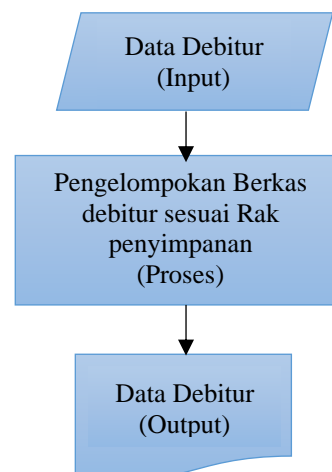 Data Debitur
(Input)
Pengelompokan Berkas
debitur sesuai Rak
penyimpanan
(Proses)
Data Debitur
(Output)